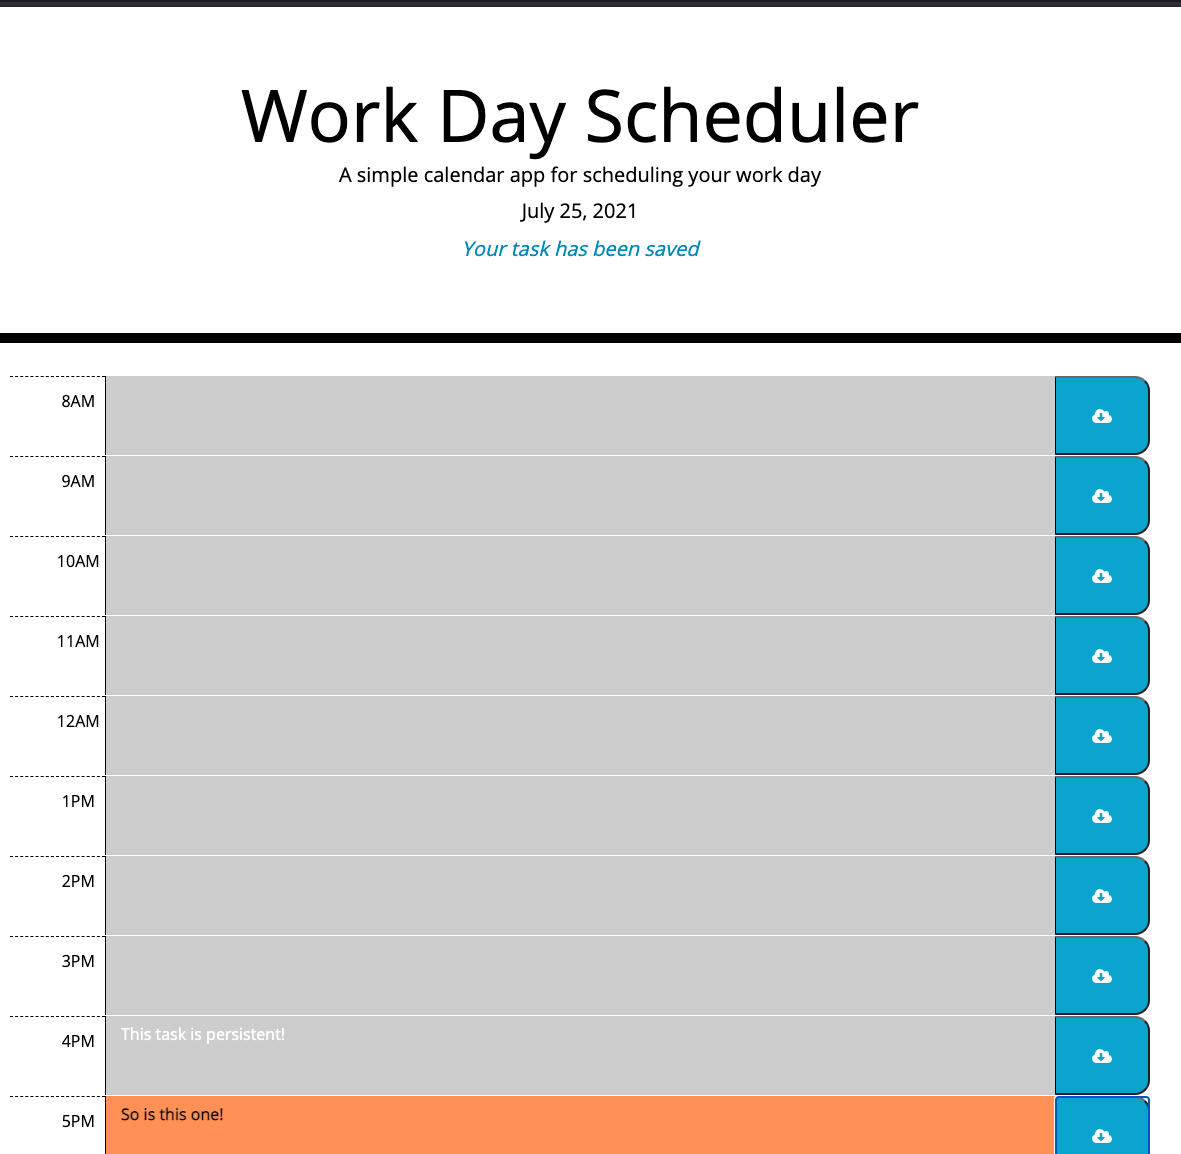 Work Day Scheduler
A simple calendar app for scheduling your work day
July 25, 2021
Your task has been saved
8AM
9AM
10AM
11AM
12AM
1PM
2PM
3PM
4PM This task is persistent!
5PM So is this one!